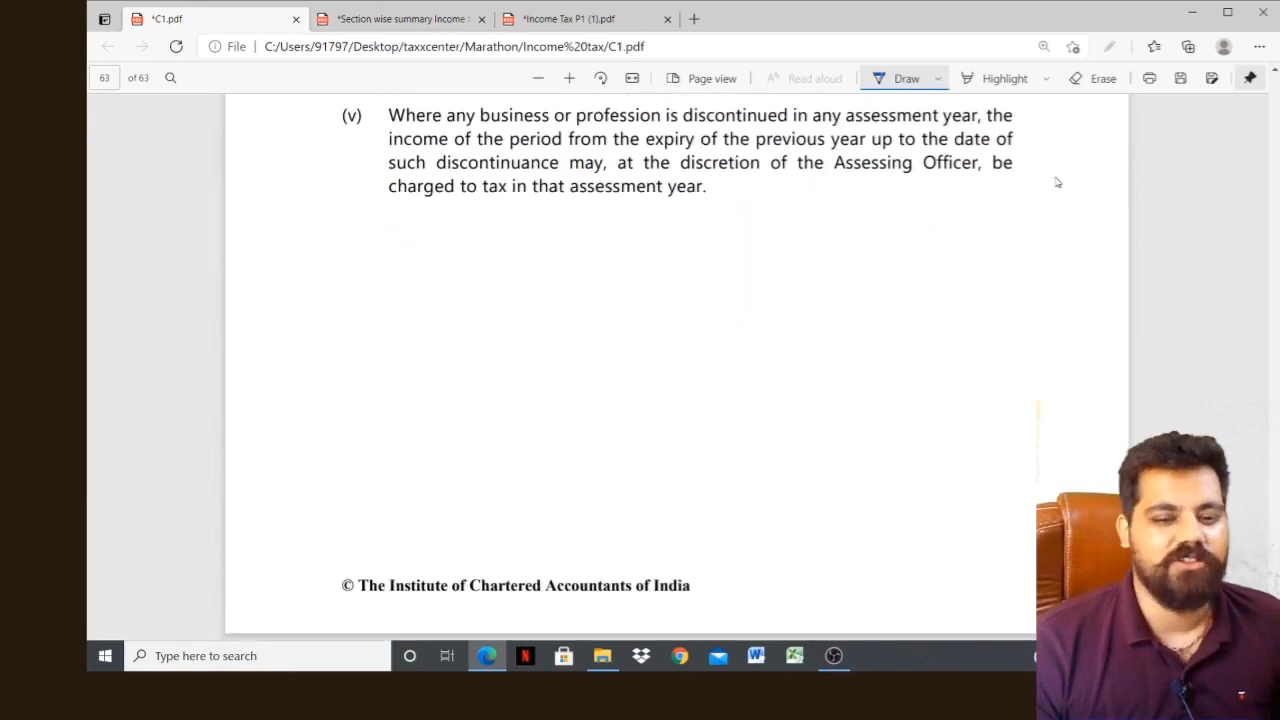 *C1.pdf
*Section wise summary Income t
*Income Tax P1 (1).pdf
File
C:/Users/91797/Desktop/taxxcenter/Marathon/Income%20tax/C1.pdf
63 of 63
Page view
Read aloud
Draw
Highlight
Erase
(v) Where any business or profession is discontinued in any assessment year, the
income of the period from the expiry of the previous year up to the date of
such discontinuance may, at the discretion of the Assessing Officer, be
charged to tax in that assessment year.
© The Institute of Chartered Accountants of India
Type here to search